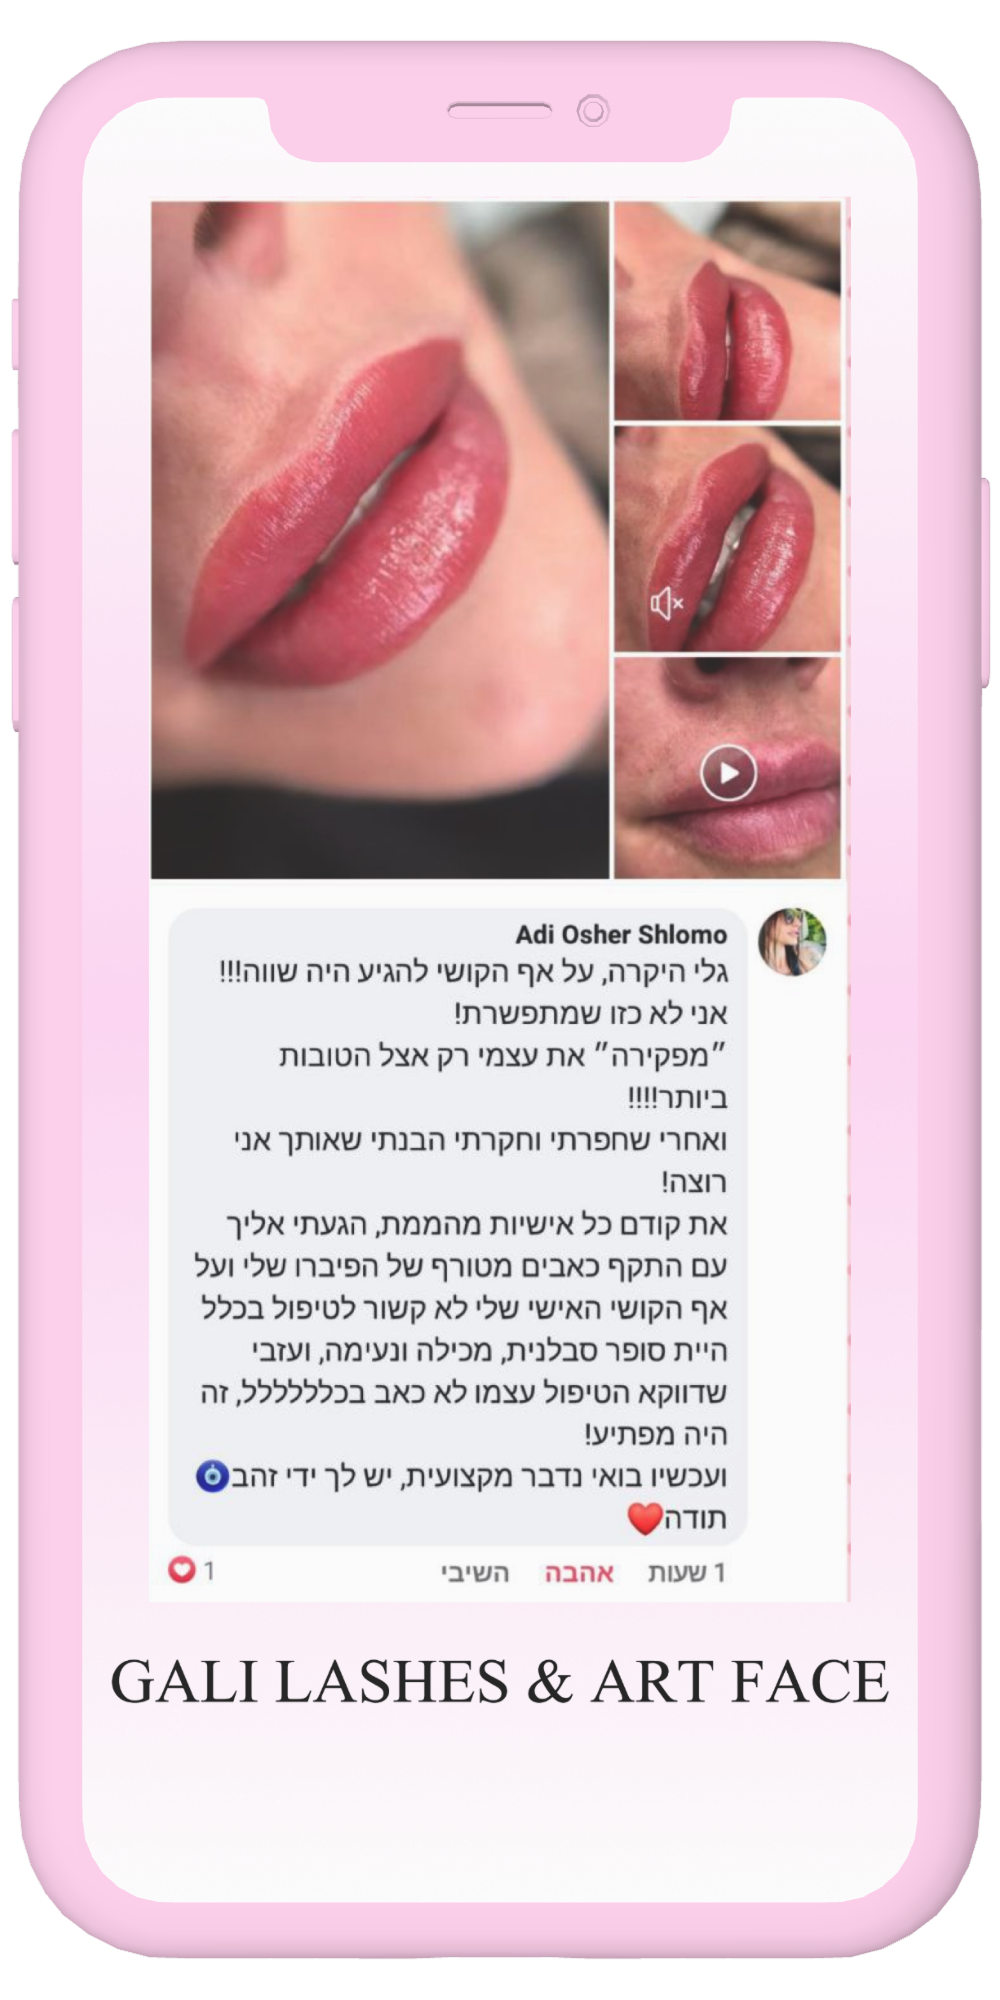 Adi Osher Shlomo
גלי היקרה, על אף הקושי להגיע היה שווה!!!
אני לא כזו שמתפשרת!
״מפקירה״ את עצמי רק אצל הטובות
ביותר!!!!
ואחרי שחפרתי וחקרתי הבנתי שאותך אני
רוצה!
את קודם כל אישיות מהממת, הגעתי אליך
עם התקף כאבים מטורף של הפיברו שלי ועל
אף הקושי האישי שלי לא קשור לטיפול בכלל
היית סופר סבלנית, מכילה ונעימה, ועזבי
שדווקא הטיפול עצמו לא כאב בכללללללל, זה
היה מפתיע!
ועכשיו בואי נדבר מקצועית, יש לך ידי זהב🧿
תודה❤️
1 שעות אהבה השיבי 1
GALI LASHES & ART FACE